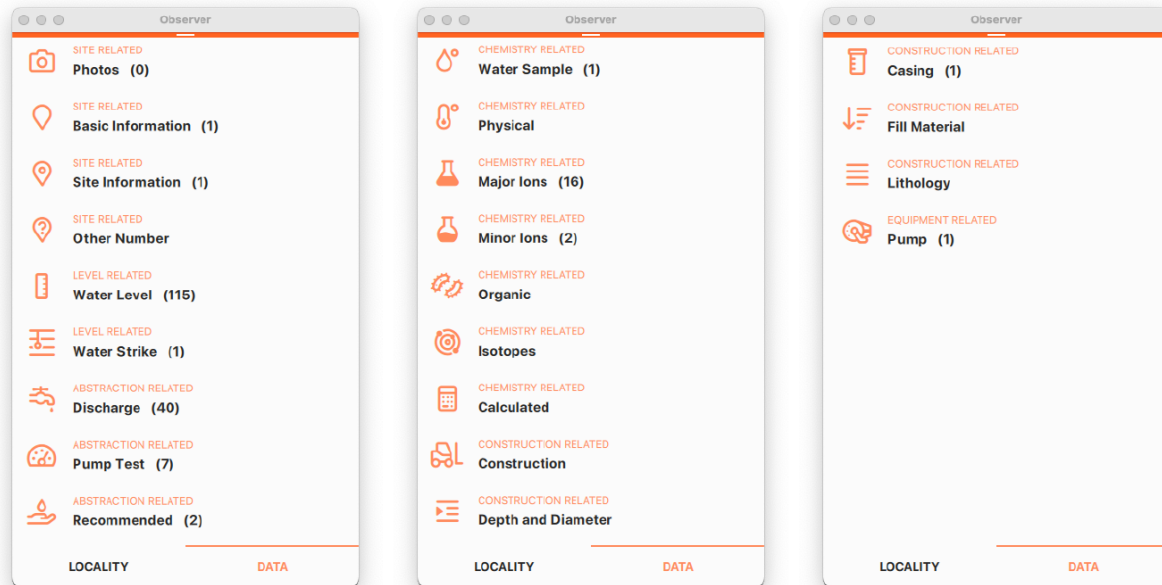 Observer
SITE RELATED
Photos (0)
SITE RELATED
Basic Information (1)
SITE RELATED
Site Information (1)
SITE RELATED
Other Number
LEVEL RELATED
Water Level (115)
LEVEL RELATED
Water Strike (1)
ABSTRACTION RELATED
Discharge (40)
ABSTRACTION RELATED
Pump Test (7)
ABSTRACTION RELATED
Recommended (2)
LOCALITY DATA
Observer
CHEMISTRY RELATED
Water Sample (1)
CHEMISTRY RELATED
Physical
CHEMISTRY RELATED
Major Ions (16)
CHEMISTRY RELATED
Minor Ions (2)
CHEMISTRY RELATED
Organic
CHEMISTRY RELATED
Isotopes
CHEMISTRY RELATED
Calculated
CONSTRUCTION RELATED
Construction
CONSTRUCTION RELATED
Depth and Diameter
LOCALITY DATA
Observer
CONSTRUCTION RELATED
Casing (1)
CONSTRUCTION RELATED
Fill Material
CONSTRUCTION RELATED
Lithology
EQUIPMENT RELATED
Pump (1)
LOCALITY DATA